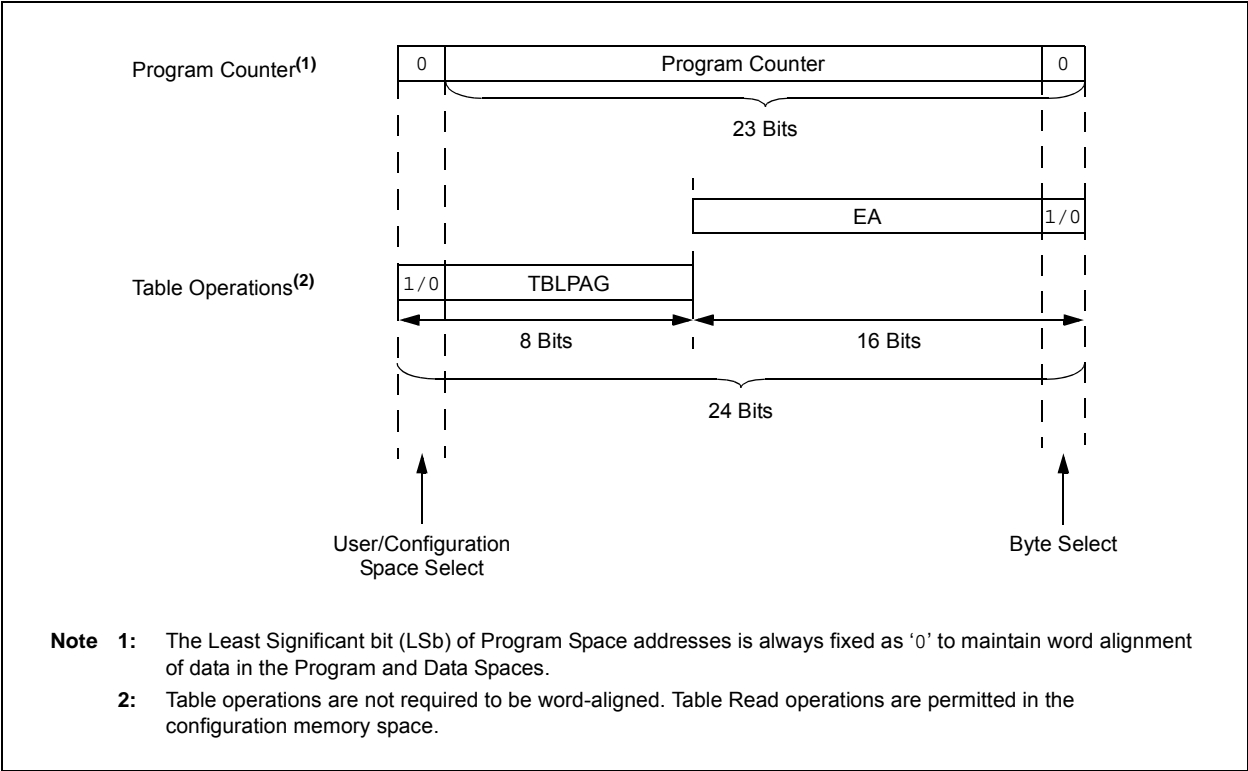 Program Counter(1)
0
Program Counter
0
23 Bits
EA
1/0
Table Operations(2)
1/0
TBLPAG
8 Bits
16 Bits
24 Bits
User/Configuration
Space Select
Byte Select
Note 1: The Least Significant bit (LSb) of Program Space addresses is always fixed as ‘0’ to maintain word alignment
of data in the Program and Data Spaces.
2: Table operations are not required to be word-aligned. Table Read operations are permitted in the
configuration memory space.